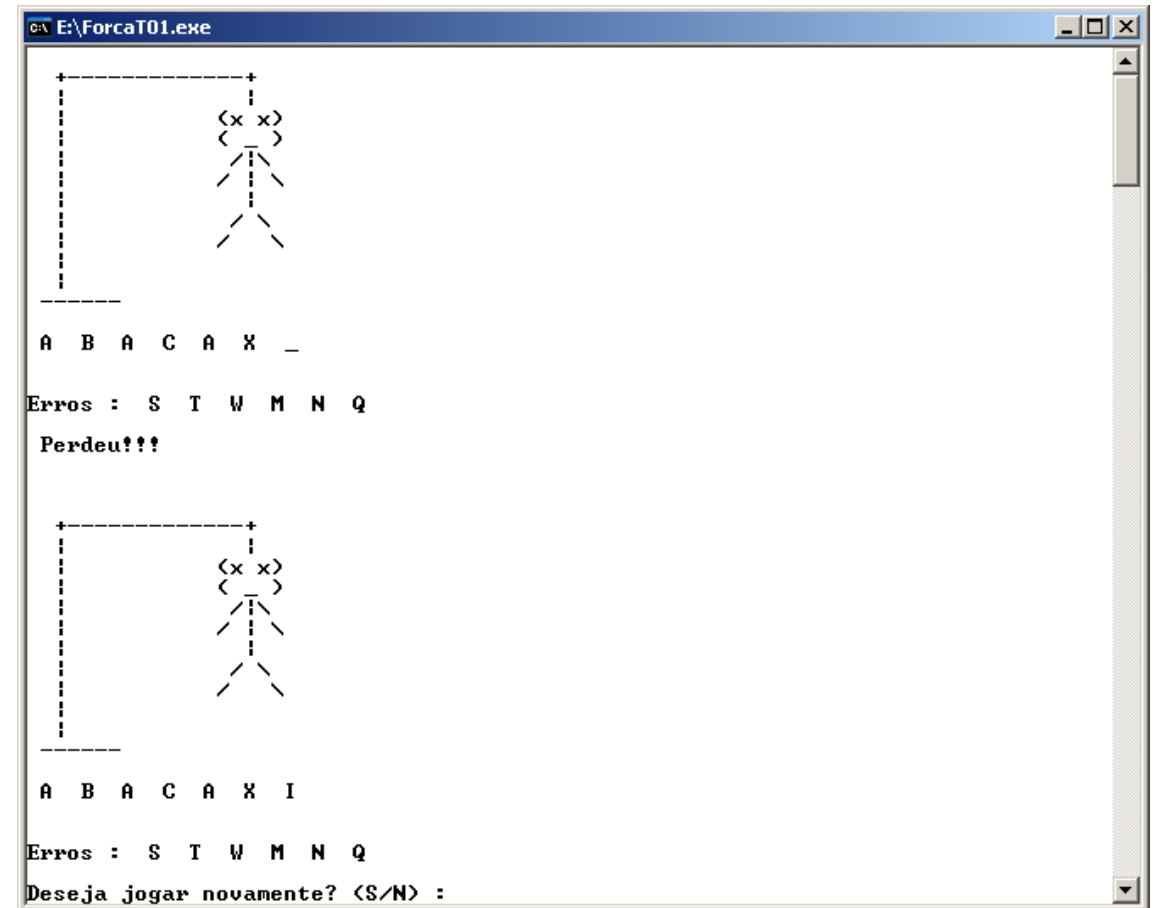 E:\ForcaT01.exe
+-------------+
¦ ¦
¦ (x x)
¦ ( _ )
¦ /¦\
¦ / ¦ \
¦ ¦
¦ / \
¦ / \
¦
¦
------
A B A C A X _
Erros : S T W M N Q
Perdeu!!!
+-------------+
¦ ¦
¦ (x x)
¦ ( _ )
¦ /¦\
¦ / ¦ \
¦ ¦
¦ / \
¦ / \
¦
¦
------
A B A C A X I
Erros : S T W M N Q
Deseja jogar novamente? (S/N) :